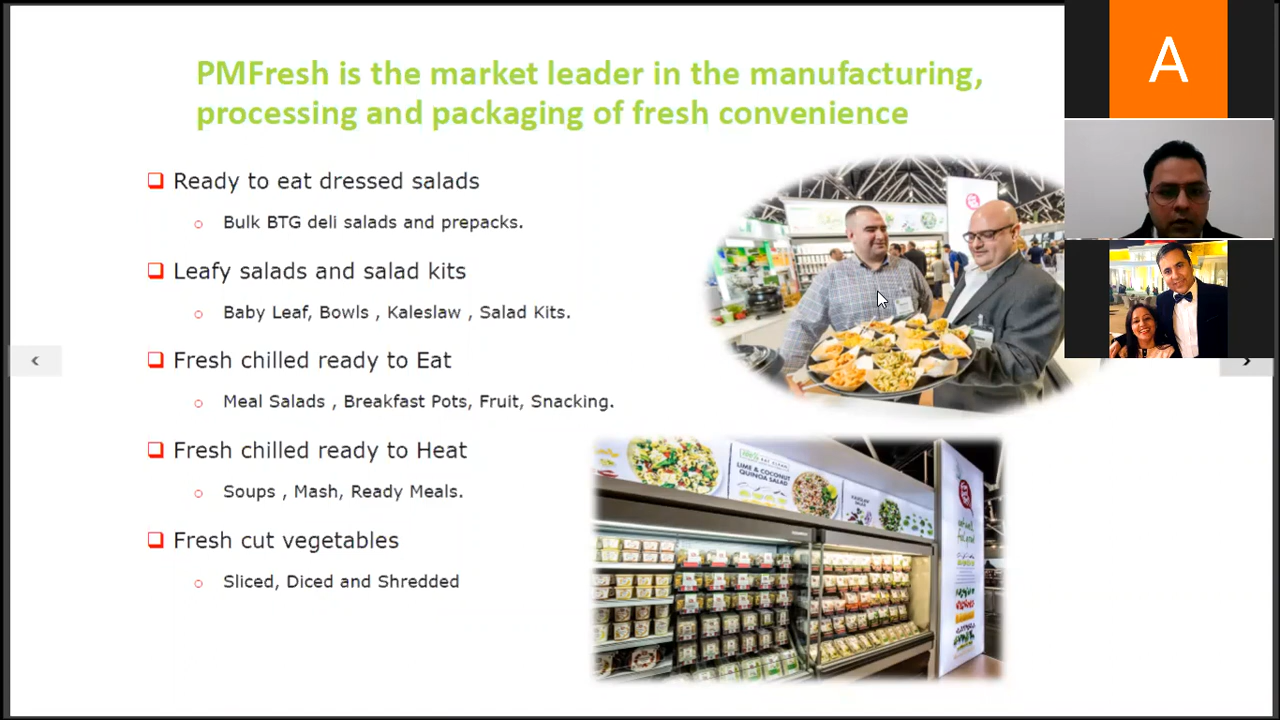 PMFresh is the market leader in the manufacturing,
processing and packaging of fresh convenience
Ready to eat dressed salads
Bulk BTG deli salads and prepacks.
Leafy salads and salad kits
Baby Leaf, Bowls , Kaleslaw , Salad Kits.
Fresh chilled ready to Eat
Meal Salads , Breakfast Pots, Fruit, Snacking.
Fresh chilled ready to Heat
Soups , Mash, Ready Meals.
Fresh cut vegetables
Sliced, Diced and Shredded
A
EAT CLEAN
LIME & COCONUT
QUINOA SALAD